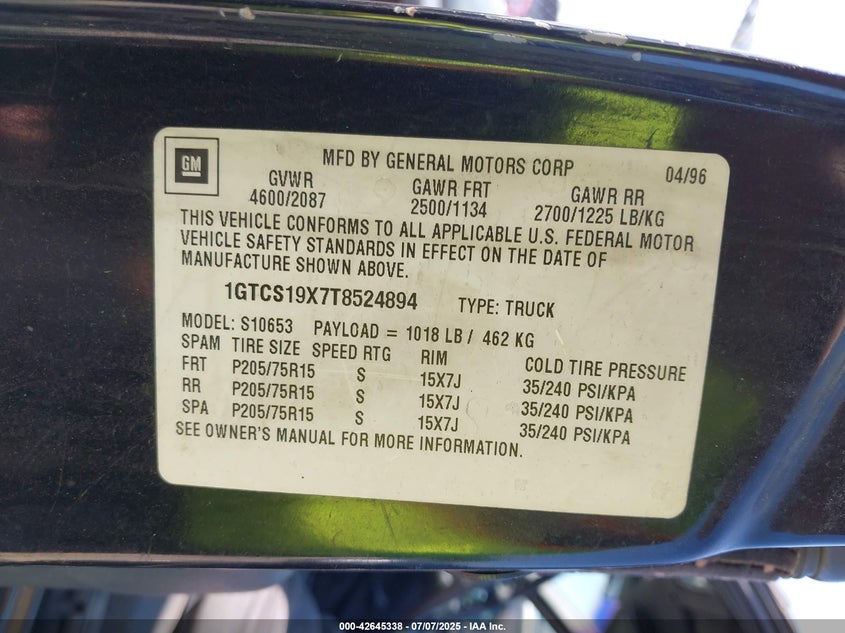 GM
MFD BY GENERAL MOTORS CORP 04/96
GVWR GAWR FRT GAWR RR
4600/2087 2500/1134 2700/1225 LB/KG
THIS VEHICLE CONFORMS TO ALL APPLICABLE U.S. FEDERAL MOTOR
VEHICLE SAFETY STANDARDS IN EFFECT ON THE DATE OF
MANUFACTURE SHOWN ABOVE.
1GTCS19X7T8524894 TYPE: TRUCK
MODEL: S10653 PAYLOAD = 1018 LB / 462 KG
SPAM TIRE SIZE SPEED RTG RIM COLD TIRE PRESSURE
FRT P205/75R15 S 15X7J 35/240 PSI/KPA
RR P205/75R15 S 15X7J 35/240 PSI/KPA
SPA P205/75R15 S 15X7J 35/240 PSI/KPA
SEE OWNER'S MANUAL FOR MORE INFORMATION.
000-42645338 - 07/07/2025 - IAA Inc.